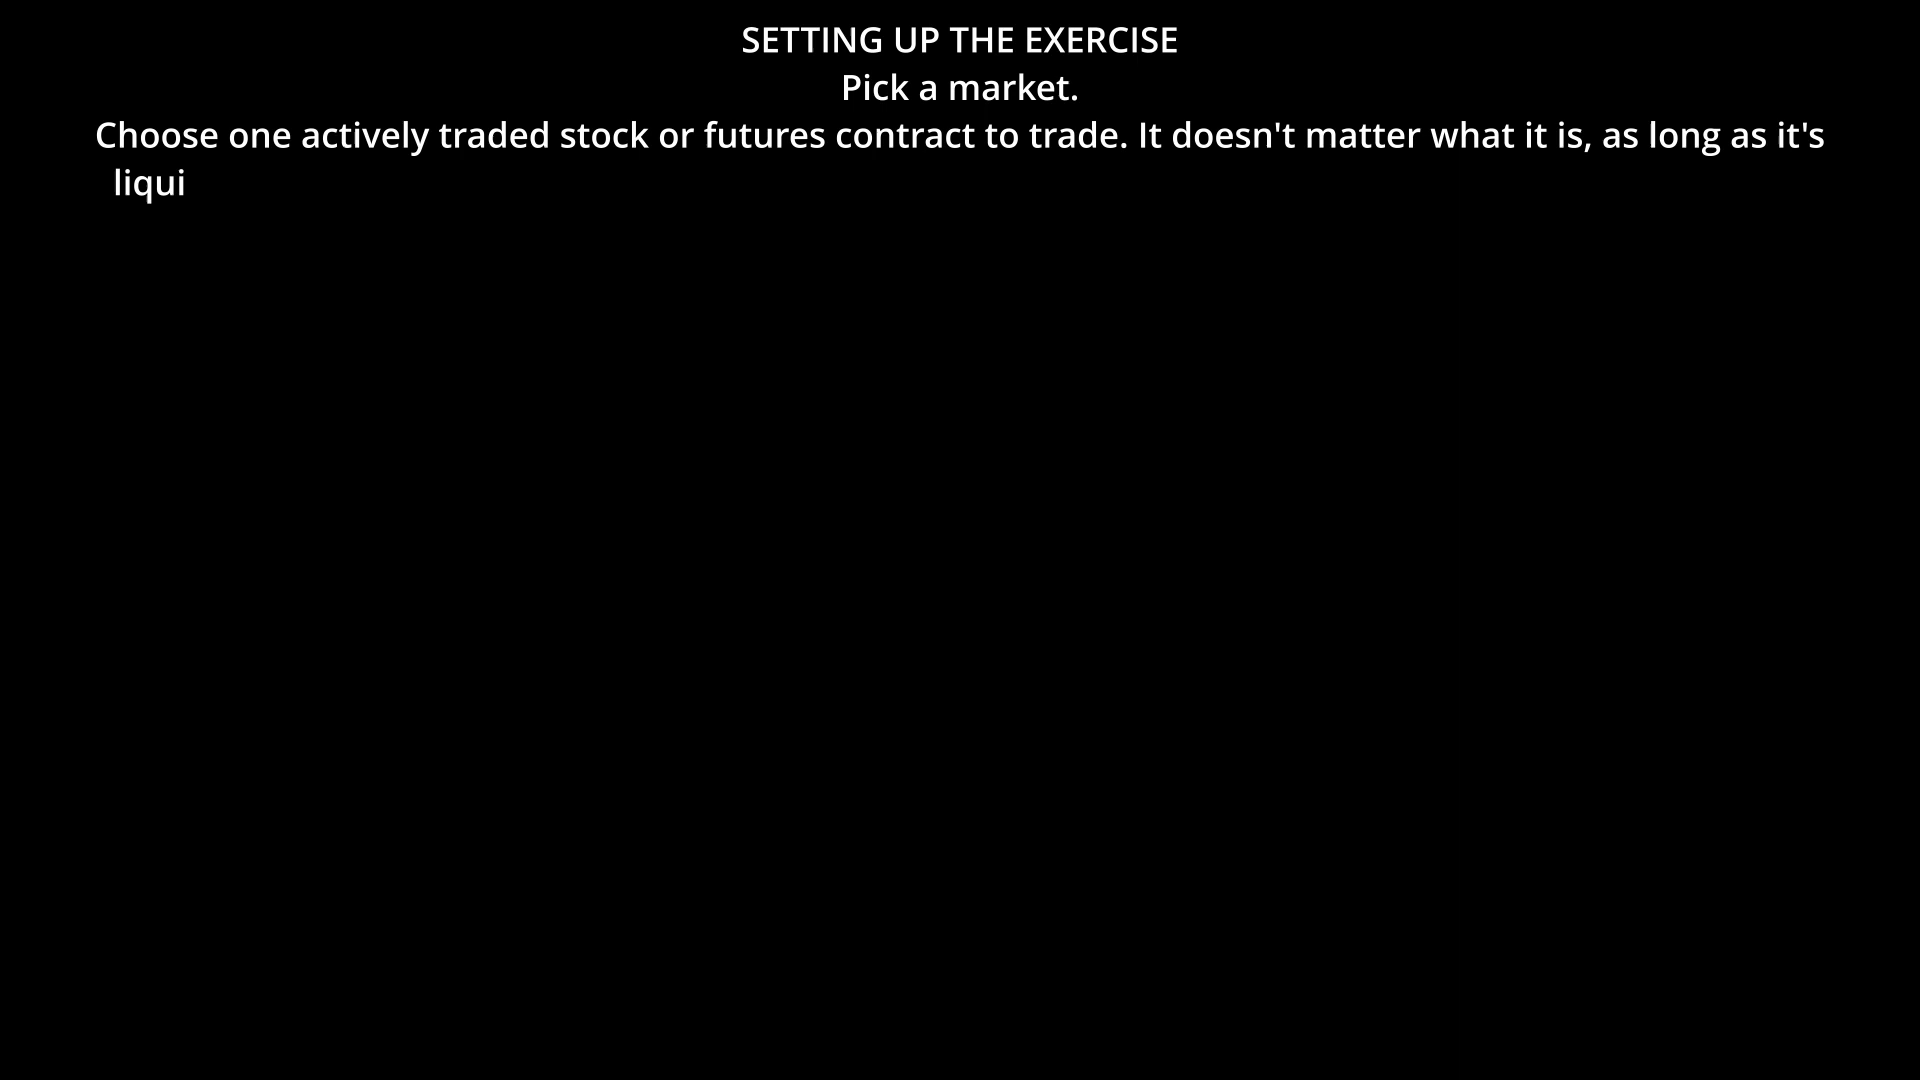 SETTING UP THE EXERCISE
Pick a market.
Choose one actively traded stock or futures contract to trade. It doesn't matter what it is, as long as it's
liqui